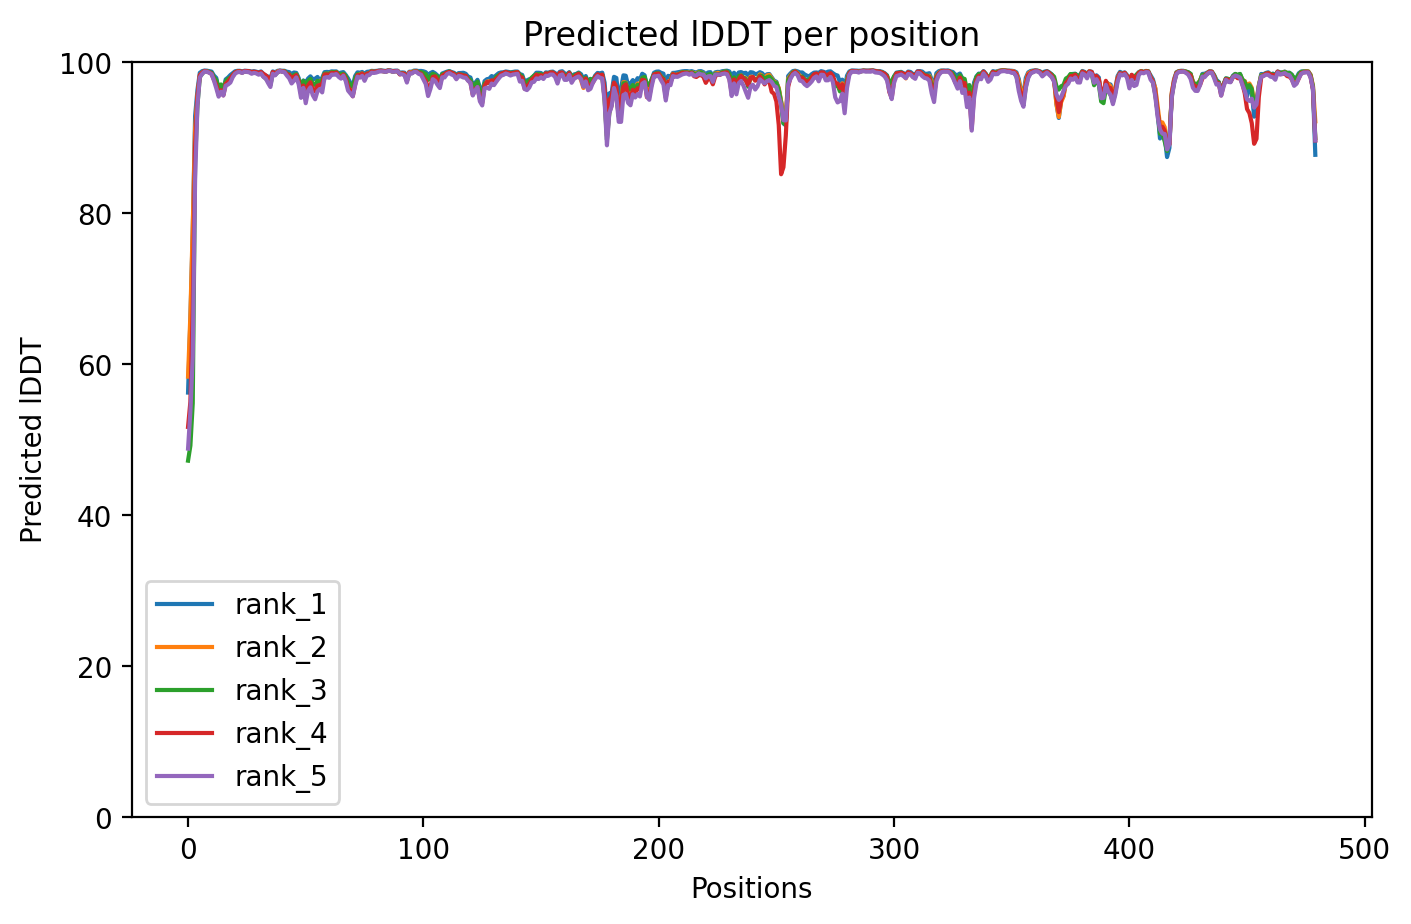 Predicted lDDT per position
100
80
60
40
20
0
Predicted lDDT
rank_1
rank_2
rank_3
rank_4
rank_5
0 100 200 300 400 500
Positions